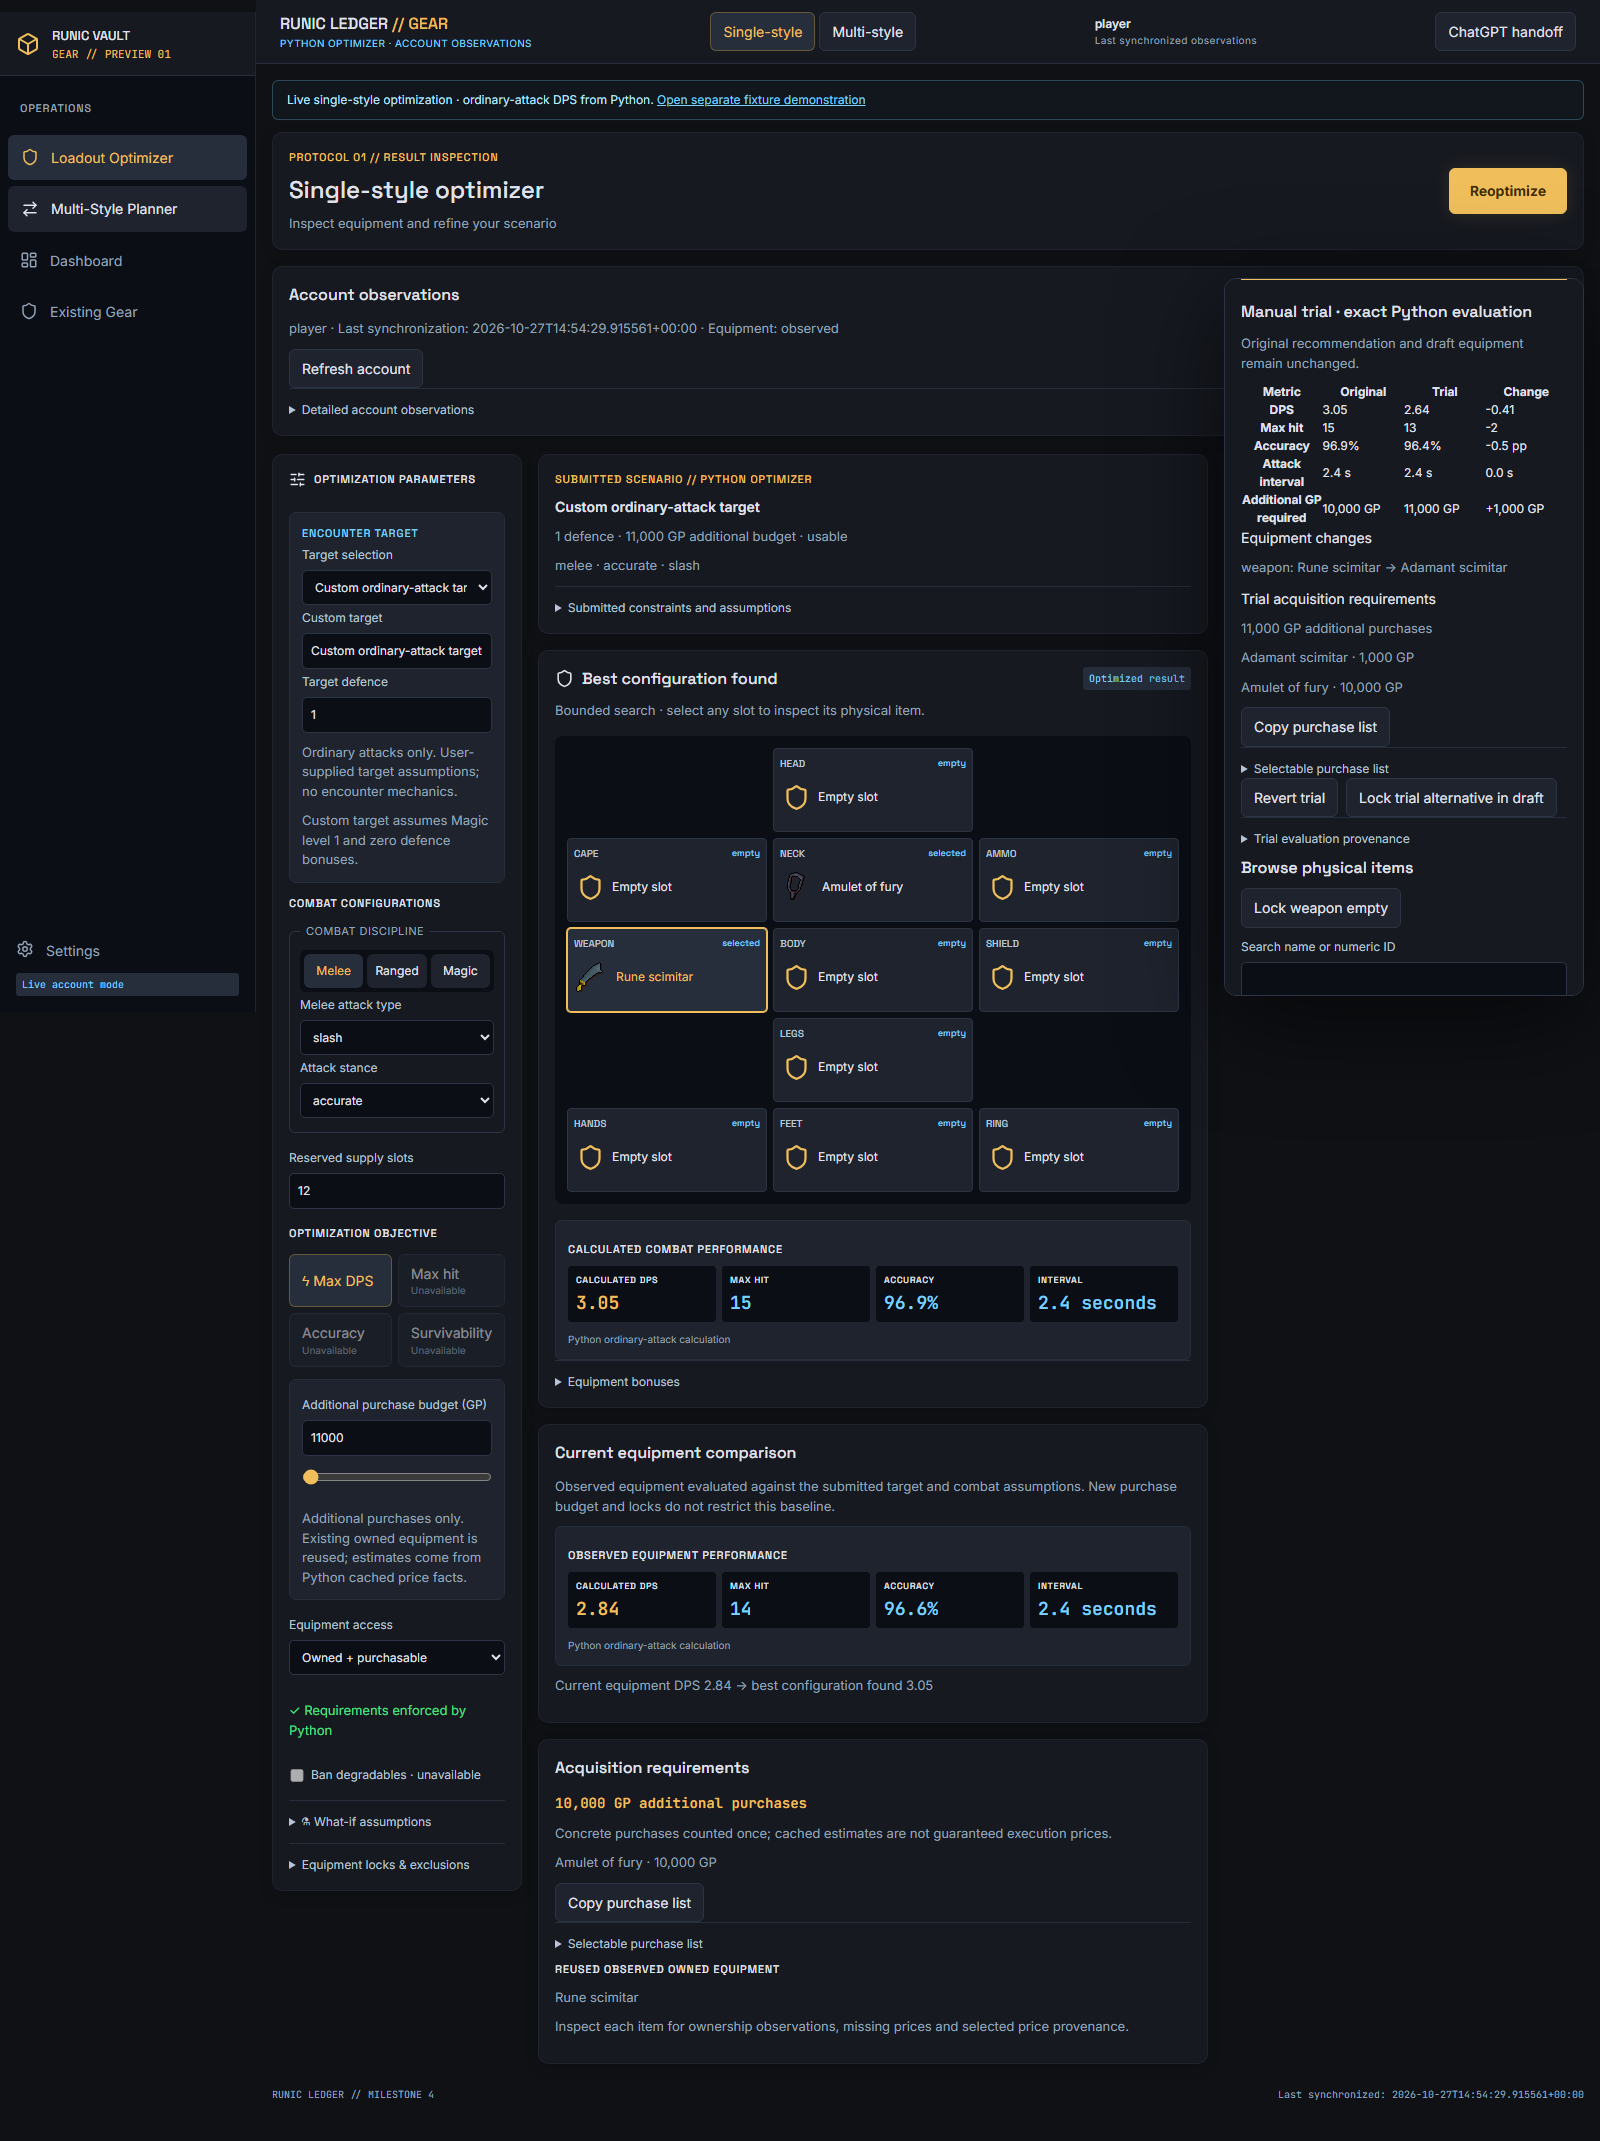 RUNIC VAULT
GEAR // PREVIEW 01
OPERATIONS
Loadout Optimizer
Multi-Style Planner
Dashboard
Existing Gear
Settings
Live account mode
RUNIC LEDGER // GEAR
PYTHON OPTIMIZER · ACCOUNT OBSERVATIONS
Single-style
Multi-style
player
Last synchronized observations
ChatGPT handoff
Live single-style optimization · ordinary-attack DPS from Python. Open separate fixture demonstration
PROTOCOL 01 // RESULT INSPECTION
Single-style optimizer
Inspect equipment and refine your scenario
Reoptimize
Account observations
player · Last synchronization: 2026-10-27T14:54:29.915561+00:00 · Equipment: observed
Refresh account
Detailed account observations
OPTIMIZATION PARAMETERS
ENCOUNTER TARGET
Target selection
Custom ordinary-attack tar
Custom target
Custom ordinary-attack target
Target defence
1
Ordinary attacks only. User-
supplied target assumptions;
no encounter mechanics.
Custom target assumes Magic
level 1 and zero defence
bonuses.
COMBAT CONFIGURATIONS
COMBAT DISCIPLINE
Melee
Ranged
Magic
Melee attack type
slash
Attack stance
accurate
Reserved supply slots
12
OPTIMIZATION OBJECTIVE
ϟ Max DPS
Max hit
Unavailable
Accuracy
Unavailable
Survivability
Unavailable
Additional purchase budget (GP)
11000
Additional purchases only.
Existing owned equipment is
reused; estimates come from
Python cached price facts.
Equipment access
Owned + purchasable
✓ Requirements enforced by
Python
Ban degradables · unavailable
⚗ What-if assumptions
Equipment locks & exclusions
SUBMITTED SCENARIO // PYTHON OPTIMIZER
Custom ordinary-attack target
1 defence · 11,000 GP additional budget · usable
melee · accurate · slash
Submitted constraints and assumptions
Best configuration found
Optimized result
Bounded search · select any slot to inspect its physical item.
HEAD
empty
Empty slot
CAPE
empty
Empty slot
NECK
selected
Amulet of fury
AMMO
empty
Empty slot
WEAPON
selected
Rune scimitar
BODY
empty
Empty slot
SHIELD
empty
Empty slot
LEGS
empty
Empty slot
HANDS
empty
Empty slot
FEET
empty
Empty slot
RING
empty
Empty slot
CALCULATED COMBAT PERFORMANCE
CALCULATED DPS
3.05
MAX HIT
15
ACCURACY
96.9%
INTERVAL
2.4 seconds
Python ordinary-attack calculation
Equipment bonuses
Current equipment comparison
Observed equipment evaluated against the submitted target and combat assumptions. New purchase
budget and locks do not restrict this baseline.
OBSERVED EQUIPMENT PERFORMANCE
CALCULATED DPS
2.84
MAX HIT
14
ACCURACY
96.6%
INTERVAL
2.4 seconds
Python ordinary-attack calculation
Current equipment DPS 2.84 → best configuration found 3.05
Acquisition requirements
10,000 GP additional purchases
Concrete purchases counted once; cached estimates are not guaranteed execution prices.
Amulet of fury · 10,000 GP
Copy purchase list
Selectable purchase list
REUSED OBSERVED OWNED EQUIPMENT
Rune scimitar
Inspect each item for ownership observations, missing prices and selected price provenance.
Manual trial · exact Python evaluation
Original recommendation and draft equipment
remain unchanged.
Metric Original Trial Change
DPS 3.05 2.64 -0.41
Max hit 15 13 -2
Accuracy 96.9% 96.4% -0.5 pp
Attack
interval 2.4 s 2.4 s 0.0 s
Additional GP
required 10,000 GP 11,000 GP +1,000 GP
Equipment changes
weapon: Rune scimitar → Adamant scimitar
Trial acquisition requirements
11,000 GP additional purchases
Adamant scimitar · 1,000 GP
Amulet of fury · 10,000 GP
Copy purchase list
Selectable purchase list
Revert trial
Lock trial alternative in draft
Trial evaluation provenance
Browse physical items
Lock weapon empty
Search name or numeric ID
RUNIC LEDGER // MILESTONE 4
Last synchronized: 2026-10-27T14:54:29.915561+00:00